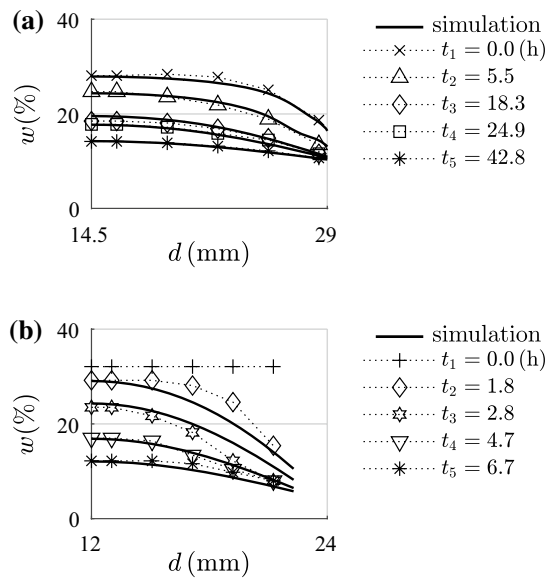 (a)
40
20
0
w(%)
14.5
29
d (mm)
simulation
t₁ = 0.0 (h)
t₂ = 5.5
t₃ = 18.3
t₄ = 24.9
t₅ = 42.8
(b)
40
20
0
w(%)
12
24
d (mm)
simulation
t₁ = 0.0 (h)
t₂ = 1.8
t₃ = 2.8
t₄ = 4.7
t₅ = 6.7